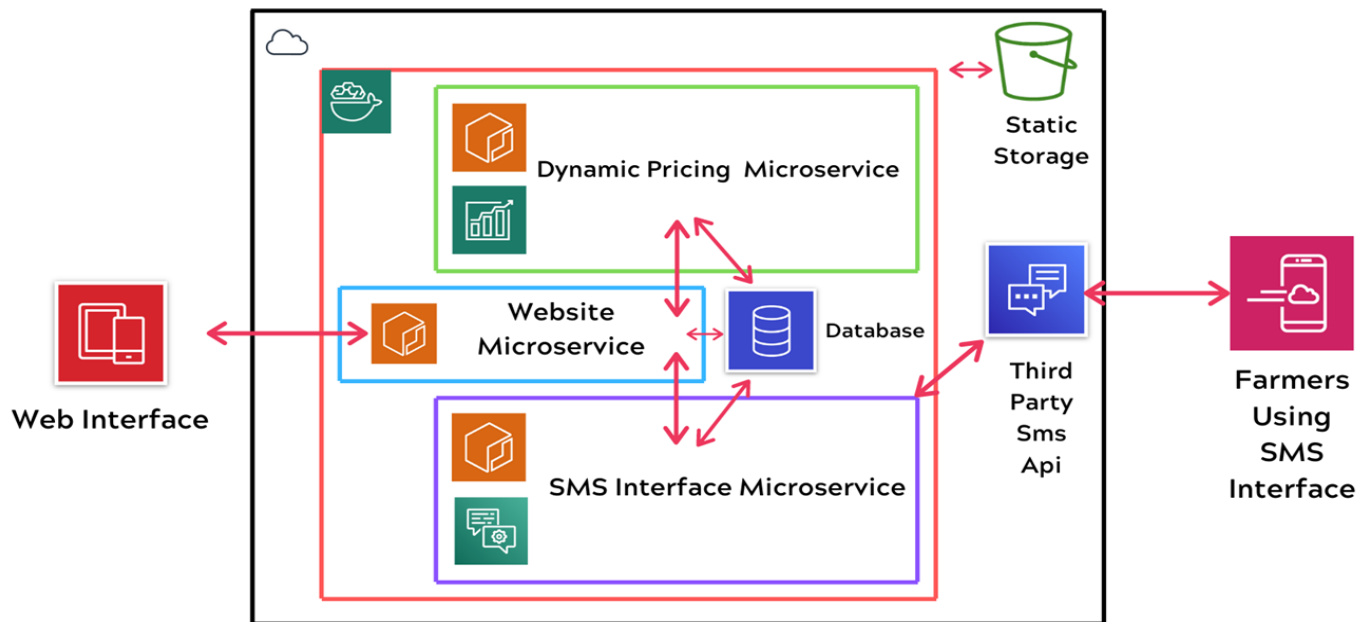 Static
Storage
Dynamic Pricing Microservice
Website
Microservice
Database
Web Interface
SMS Interface Microservice
Third
Party
Sms
Api
Farmers
Using
SMS
Interface